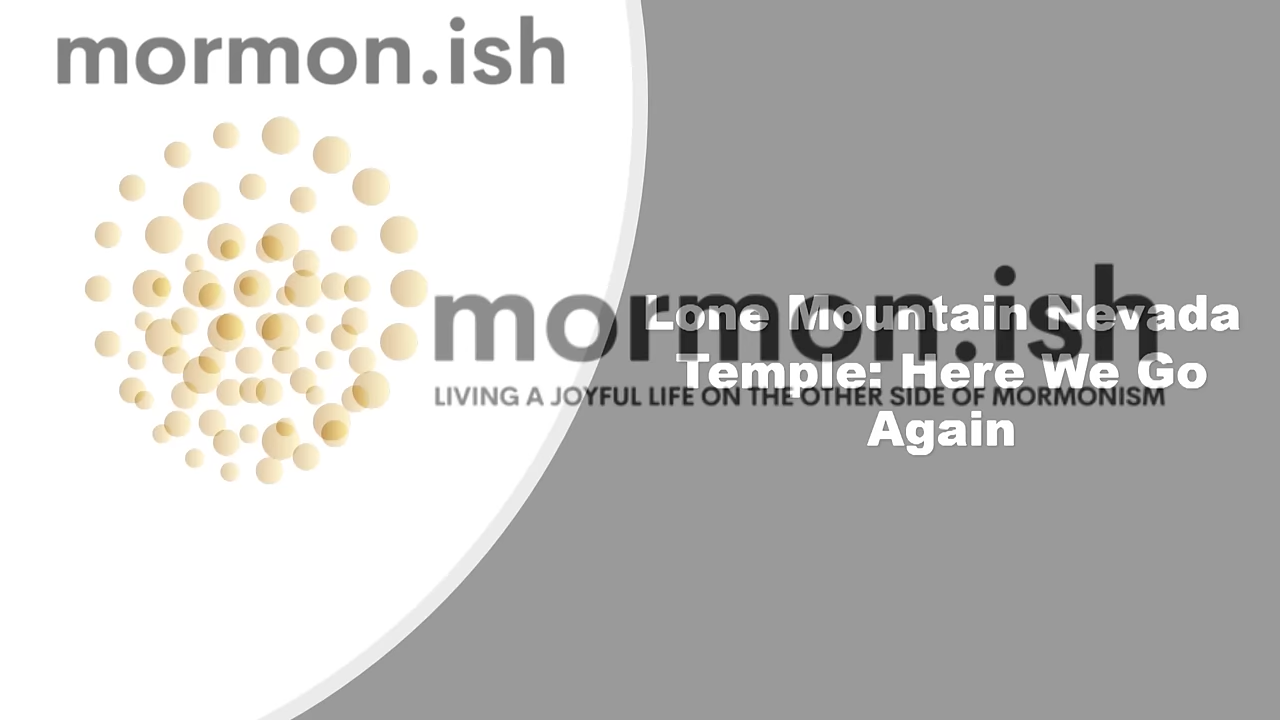 mormon.ish
mormon.ish
LIVING A JOYFUL LIFE ON THE OTHER SIDE OF MORMONISM
Lone Mountain Nevada
Temple: Here We Go
Again